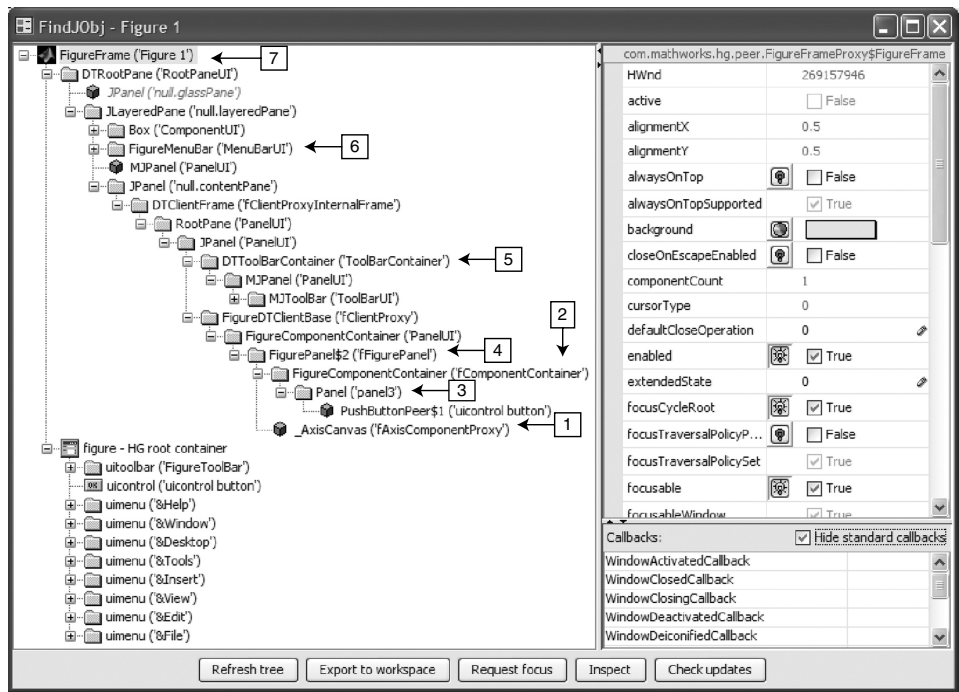 FindJObj - Figure 1
FigureFrame ('Figure 1')
7
DTRootPane ('RootPaneUI')
JPanel ('null.glassPane')
JLayeredPane ('null.layeredPane')
Box ('ComponentUI')
FigureMenuBar ('MenuBarUI')
6
MJPanel ('PanelUI')
JPanel ('null.contentPane')
DTClientFrame ('fClientProxyInternalFrame')
RootPane ('PanelUI')
JPanel ('PanelUI')
DTToolBarContainer ('ToolBarContainer')
5
MJPanel ('PanelUI')
MJToolBar ('ToolBarUI')
FigureDTClientBase ('fClientProxy')
2
FigureComponentContainer ('PanelUI')
FigurePanel$2 ('fFigurePanel')
4
FigureComponentContainer ('fComponentContainer')
Panel ('panel3')
3
PushButtonPeer$1 ('uicontrol button')
_AxisCanvas ('fAxisComponentProxy')
1
figure - HG root container
uitoolbar ('FigureToolBar')
OK uicontrol ('uicontrol button')
uimenu ('&Help')
uimenu ('&Window')
uimenu ('&Desktop')
uimenu ('&Tools')
uimenu ('&Insert')
uimenu ('&View')
uimenu ('&Edit')
uimenu ('&File')
com.mathworks.hg.peer.FigureFrameProxy$FigureFrame
HWnd 269157946
active False
alignmentX 0.5
alignmentY 0.5
alwaysOnTop False
alwaysOnTopSupported True
background
closeOnEscapeEnabled False
componentCount 1
cursorType 0
defaultCloseOperation 0
enabled True
extendedState 0
focusCycleRoot True
focusTraversalPolicyP... False
focusTraversalPolicySet True
focusable True
focusableWindow True
Callbacks: Hide standard callbacks
WindowActivatedCallback
WindowClosedCallback
WindowClosingCallback
WindowDeactivatedCallback
WindowDeiconifiedCallback
Refresh tree Export to workspace Request focus Inspect Check updates